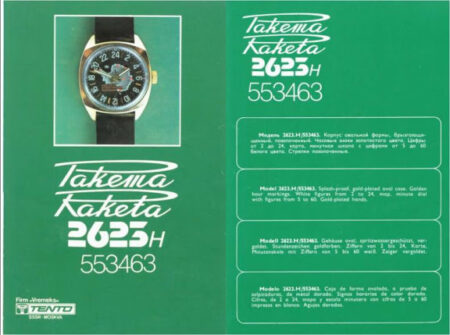 Ракета
Raketa
2623Н
553463
Firm «Vremeks»
TENTO
SSSR · MOSKVA
Ракета
Raketa
2623Н
553463
Модель 2623.Н/553463. Корпус овальной формы, брызгозащищенный, позолоченный. Часовые знаки золотистого цвета. Цифры
от 2 до 24, карта, минутная шкала с цифрами от 5 до 60
белого цвета. Стрелки позолоченные.
Model 2623.H/553463. Splash-proof, gold-plated oval case. Golden
hour markings. White figures from 2 to 24, map, minute dial
with figures from 5 to 60. Gold-plated hands.
Modell 2623.H/553463. Gehäuse oval, spritzwassergeschützt, ver-
goldet. Stundenzeichen goldfarben. Ziffern von 2 bis 24, Karte,
Minutenskala mit Ziffern von 5 bis 60 weiß. Zeiger vergoldet.
Modelo 2623.H/553463. Caja de forma ovalada, a prueba de
salpicaduras, de metal dorado. Signos horarios de color dorado.
Cifras, de 2 a 24, mapa y escala minutera con cifras de 5 a 60
impresas en blanco. Agujas doradas.